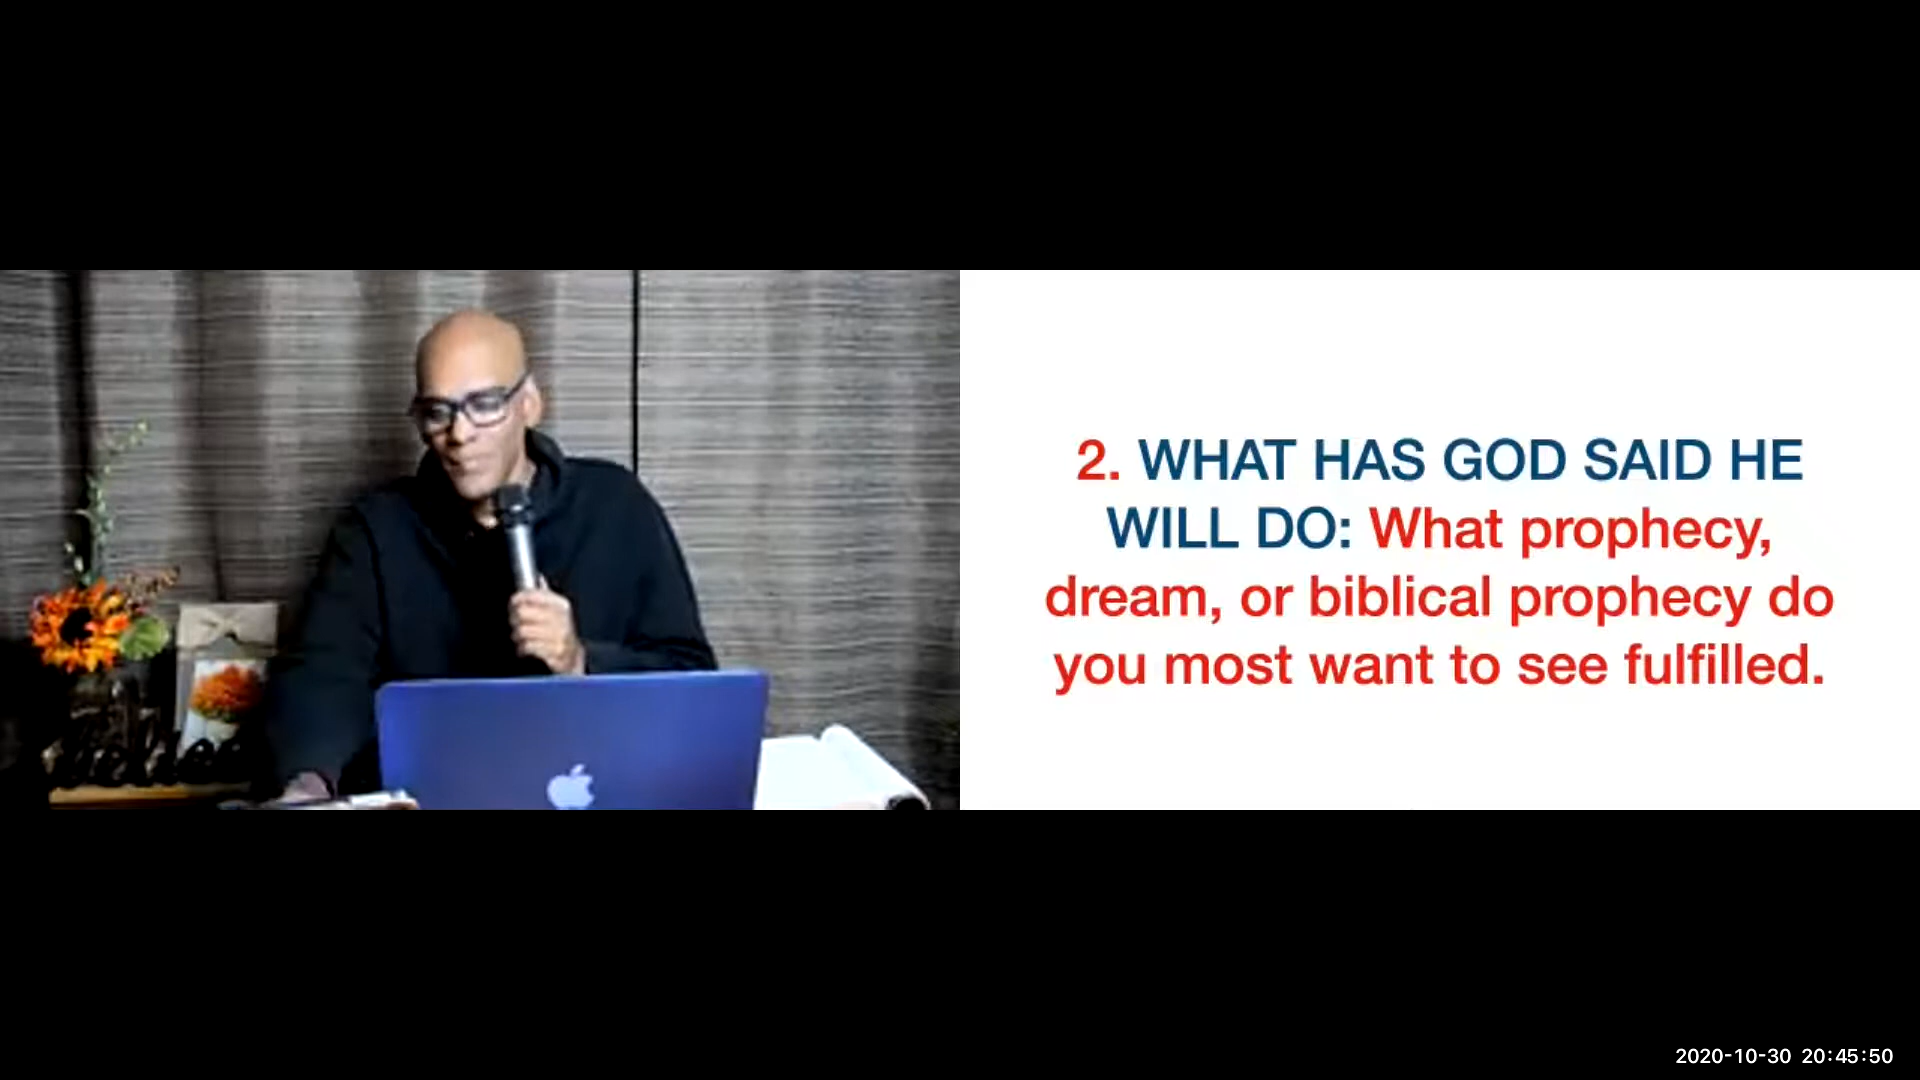 2. WHAT HAS GOD SAID HE
WILL DO: What prophecy,
dream, or biblical prophecy do
you most want to see fulfilled.
2020-10-30 20:45:50